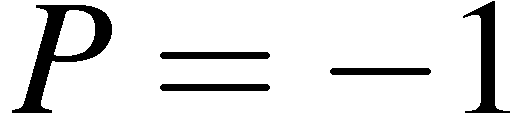 P = −1